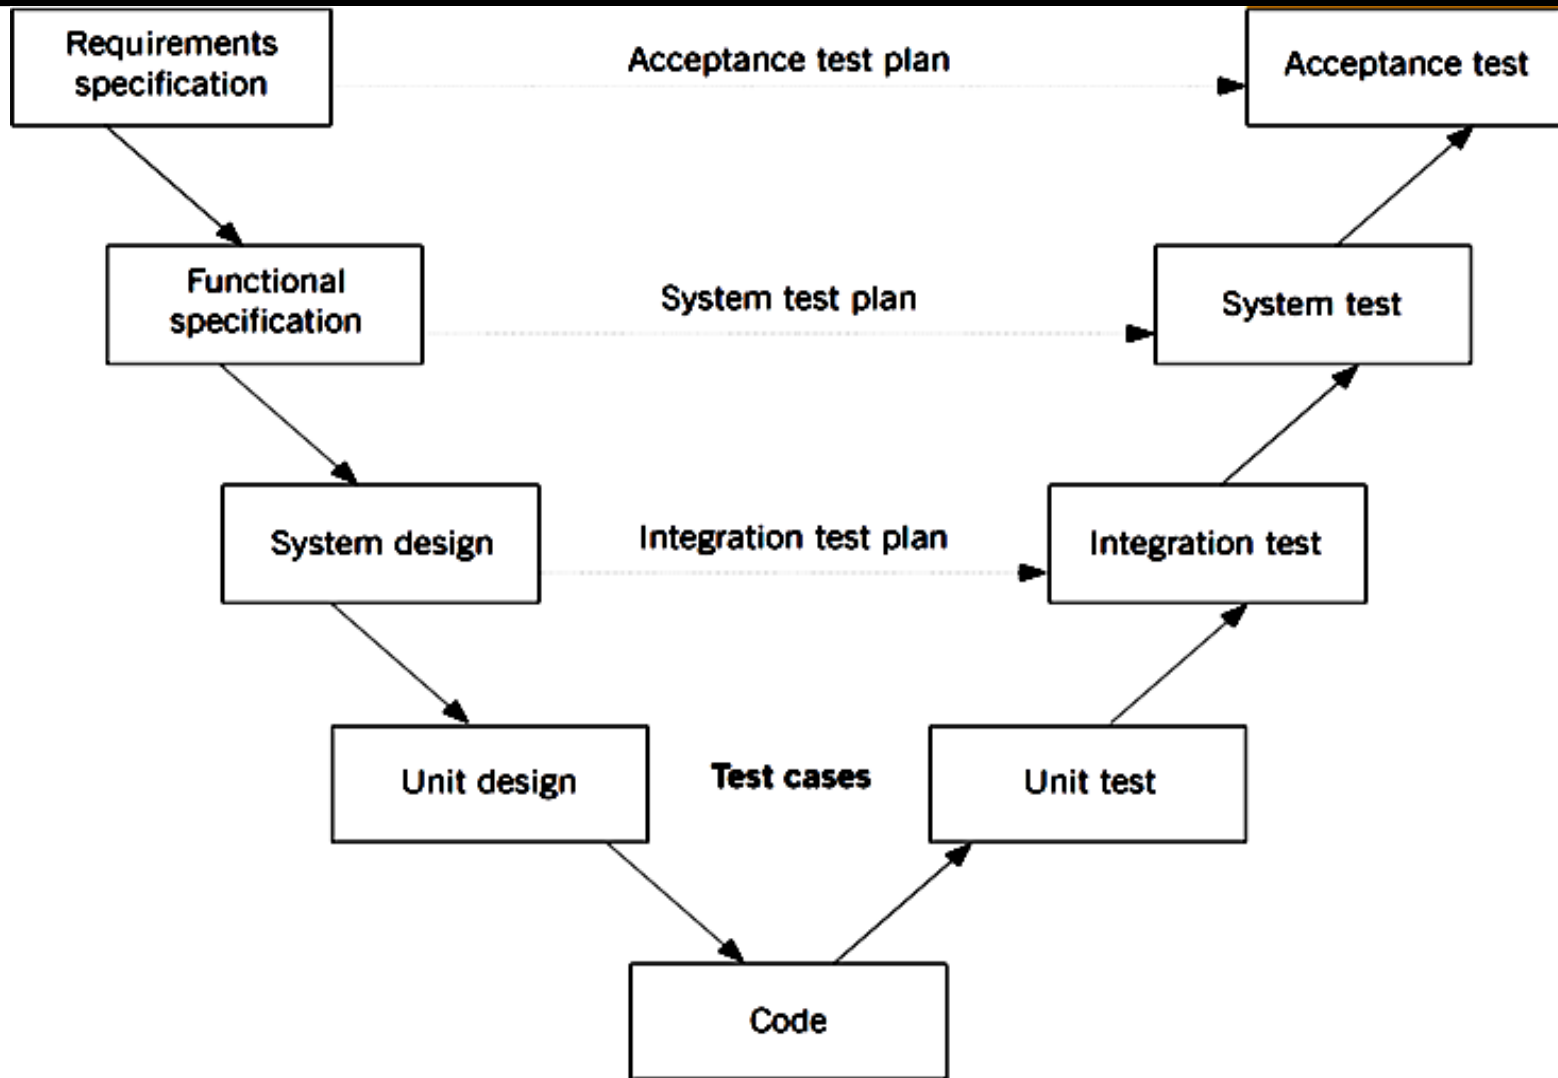 Requirements
specification
Acceptance test plan
Acceptance test
Functional
specification
System test plan
System test
System design
Integration test plan
Integration test
Unit design
Test cases
Unit test
Code